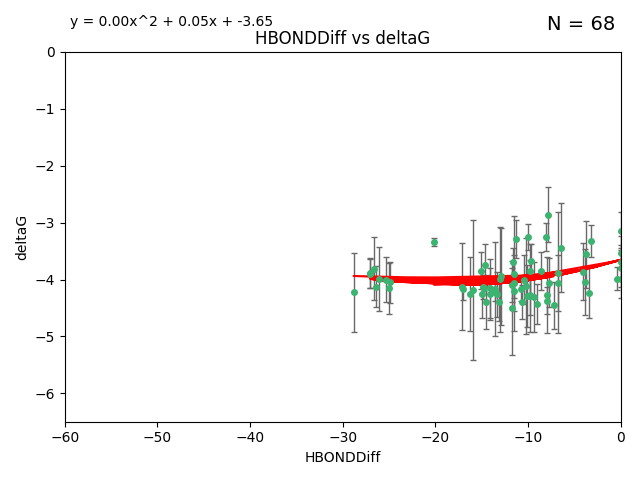 y = 0.00x^2 + 0.05x + -3.65
N = 68
HBONDDiff vs deltaG
0
−1
−2
−3
−4
−5
−6
deltaG
−60
−50
−40
−30
−20
−10
0
HBONDDiff